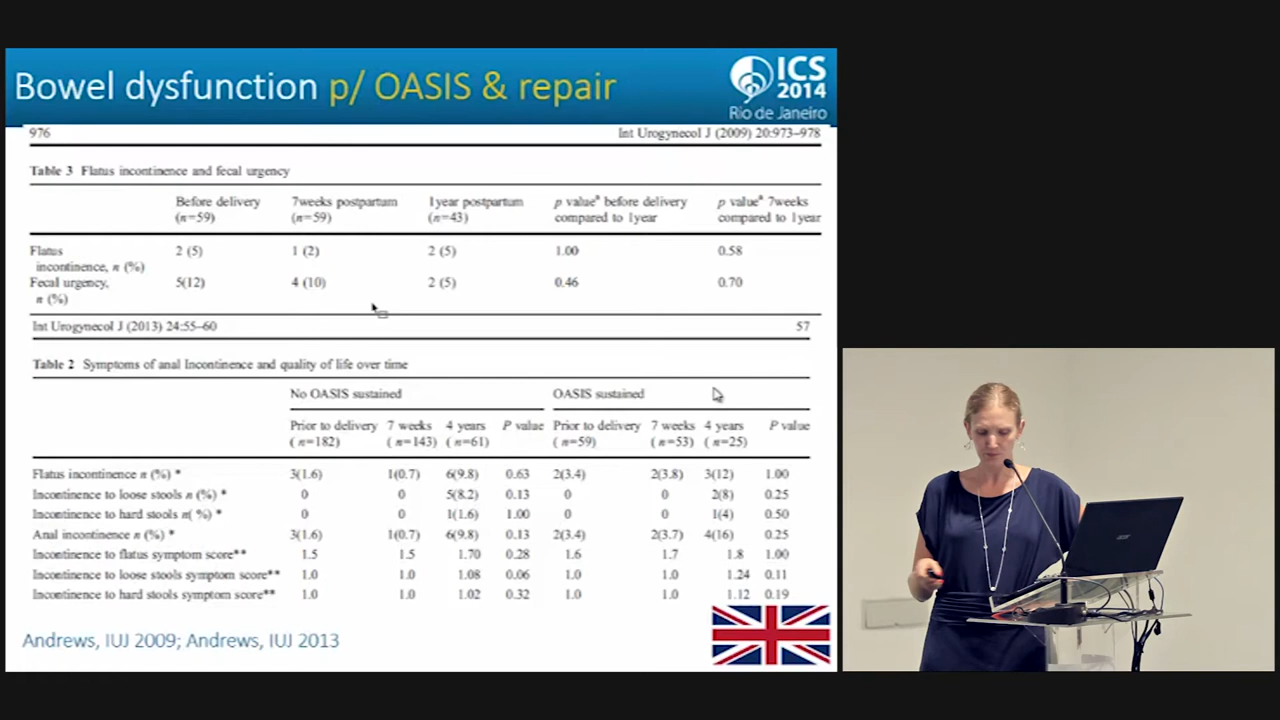 Bowel dysfunction p/ OASIS & repair
ICS
2014
Rio de Janeiro
976 Int Urogynecol J (2009) 20:973–978
Table 3 Flatus incontinence and fecal urgency
Before delivery 7weeks postpartum 1year postpartum p valueª before delivery p valueª 7weeks
(n=59) (n=59) (n=43) compared to 1year compared to 1year
Flatus 2 (5) 1 (2) 2 (5) 1.00 0.58
incontinence, n (%)
Fecal urgency, 5(12) 4 (10) 2 (5) 0.46 0.70
n (%)
Int Urogynecol J (2013) 24:55–60 57
Table 2 Symptoms of anal Incontinence and quality of life over time
No OASIS sustained OASIS sustained
Prior to delivery 7 weeks 4 years P value Prior to delivery 7 weeks 4 years P value
( n=182) ( n=143) ( n=61) ( n=59) ( n=53) ( n=25)
Flatus incontinence n (%) * 3(1.6) 1(0.7) 6(9.8) 0.63 2(3.4) 2(3.8) 3(12) 1.00
Incontinence to loose stools n (%) * 0 0 5(8.2) 0.13 0 0 2(8) 0.25
Incontinence to hard stools n( %) * 0 0 1(1.6) 1.00 0 0 1(4) 0.50
Anal incontinence n (%) * 3(1.6) 1(0.7) 6(9.8) 0.13 2(3.4) 2(3.7) 4(16) 0.25
Incontinence to flatus symptom score** 1.5 1.5 1.70 0.28 1.6 1.7 1.8 1.00
Incontinence to loose stools symptom score** 1.0 1.0 1.08 0.06 1.0 1.0 1.24 0.11
Incontinence to hard stools symptom score** 1.0 1.0 1.02 0.32 1.0 1.0 1.12 0.19
Andrews, IUJ 2009; Andrews, IUJ 2013
acer